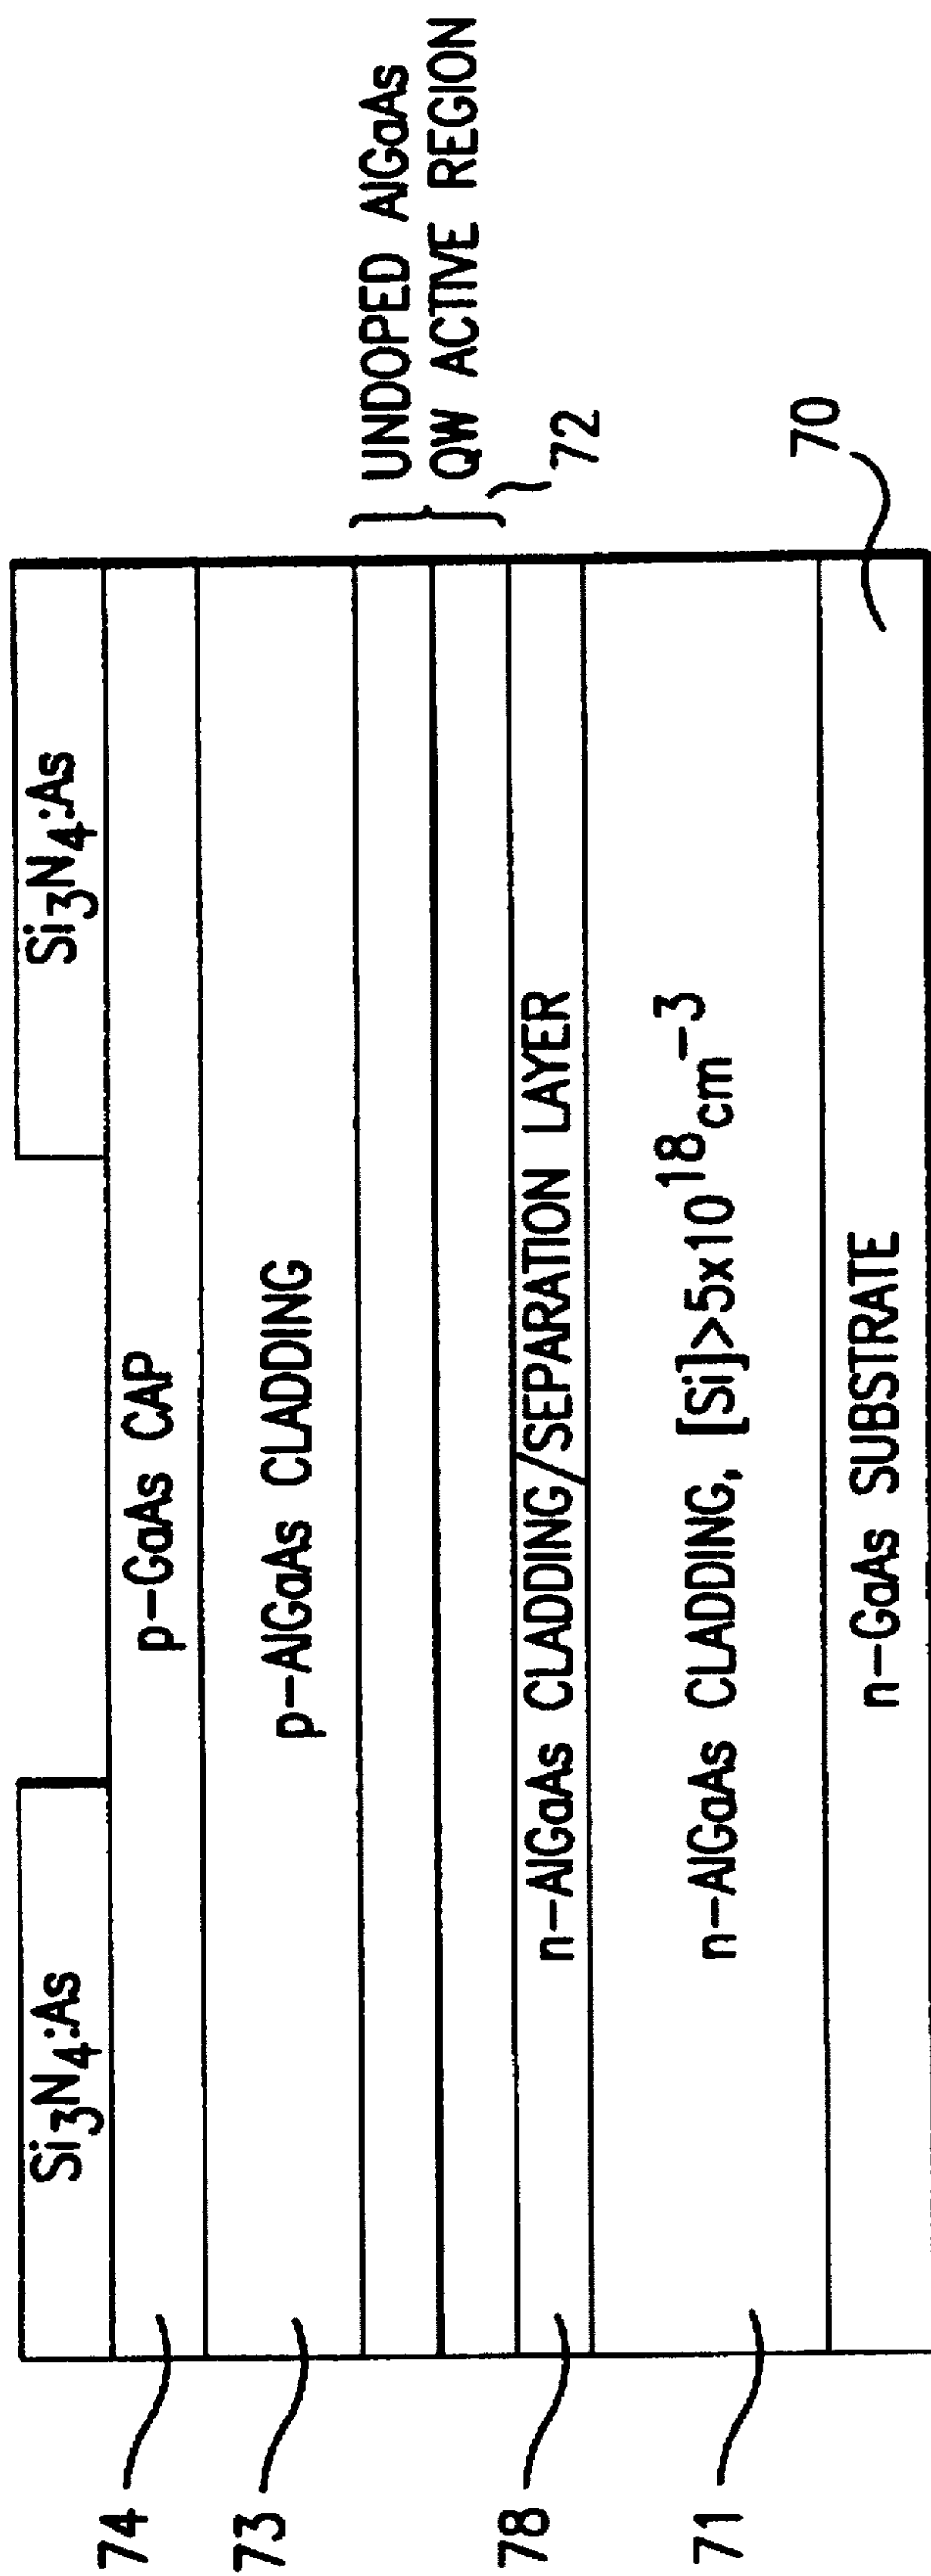 Si3N4:As
Si3N4:As
74
p-GaAs CAP
73
p-AlGaAs CLADDING
UNDOPED AlGaAs
QW ACTIVE REGION
72
78
n-AlGaAs CLADDING/SEPARATION LAYER
71
n-AlGaAs CLADDING, [Si]>5x10^18cm^-3
70
n-GaAs SUBSTRATE